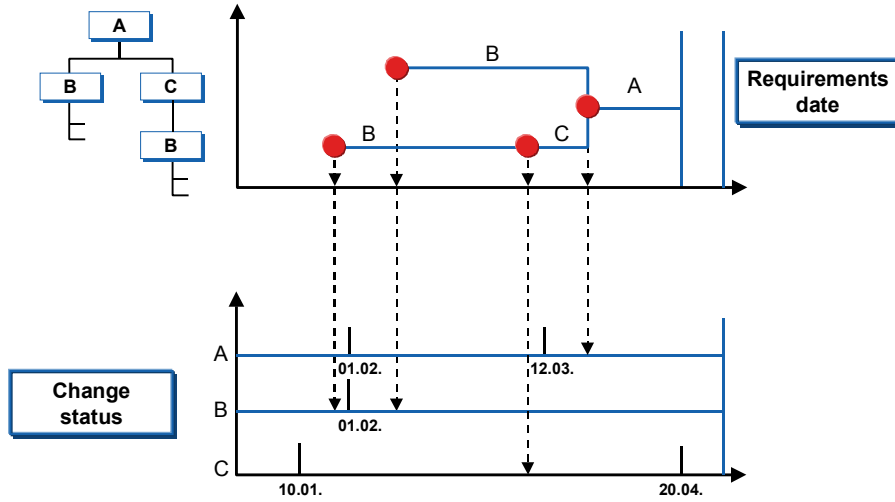 A
B
C
B
B
A
B
C
Requirements
date
A
01.02.
12.03.
Change
status
B
01.02.
C
10.01.
20.04.